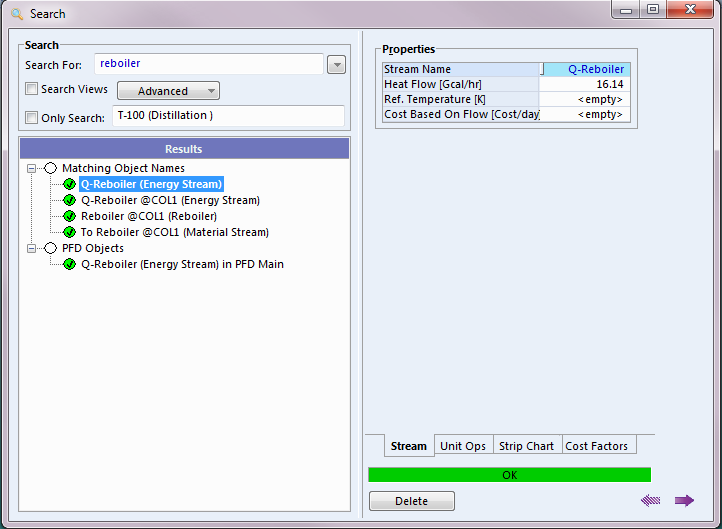 Search
Search
Search For: reboiler
Search Views Advanced
Only Search: T-100 (Distillation )
Results
Matching Object Names
Q-Reboiler (Energy Stream)
Q-Reboiler @COL1 (Energy Stream)
Reboiler @COL1 (Reboiler)
To Reboiler @COL1 (Material Stream)
PFD Objects
Q-Reboiler (Energy Stream) in PFD Main
Properties
Stream Name Q-Reboiler
Heat Flow [Gcal/hr] 16.14
Ref. Temperature [K] <empty>
Cost Based On Flow [Cost/day] <empty>
Stream Unit Ops Strip Chart Cost Factors
OK
Delete